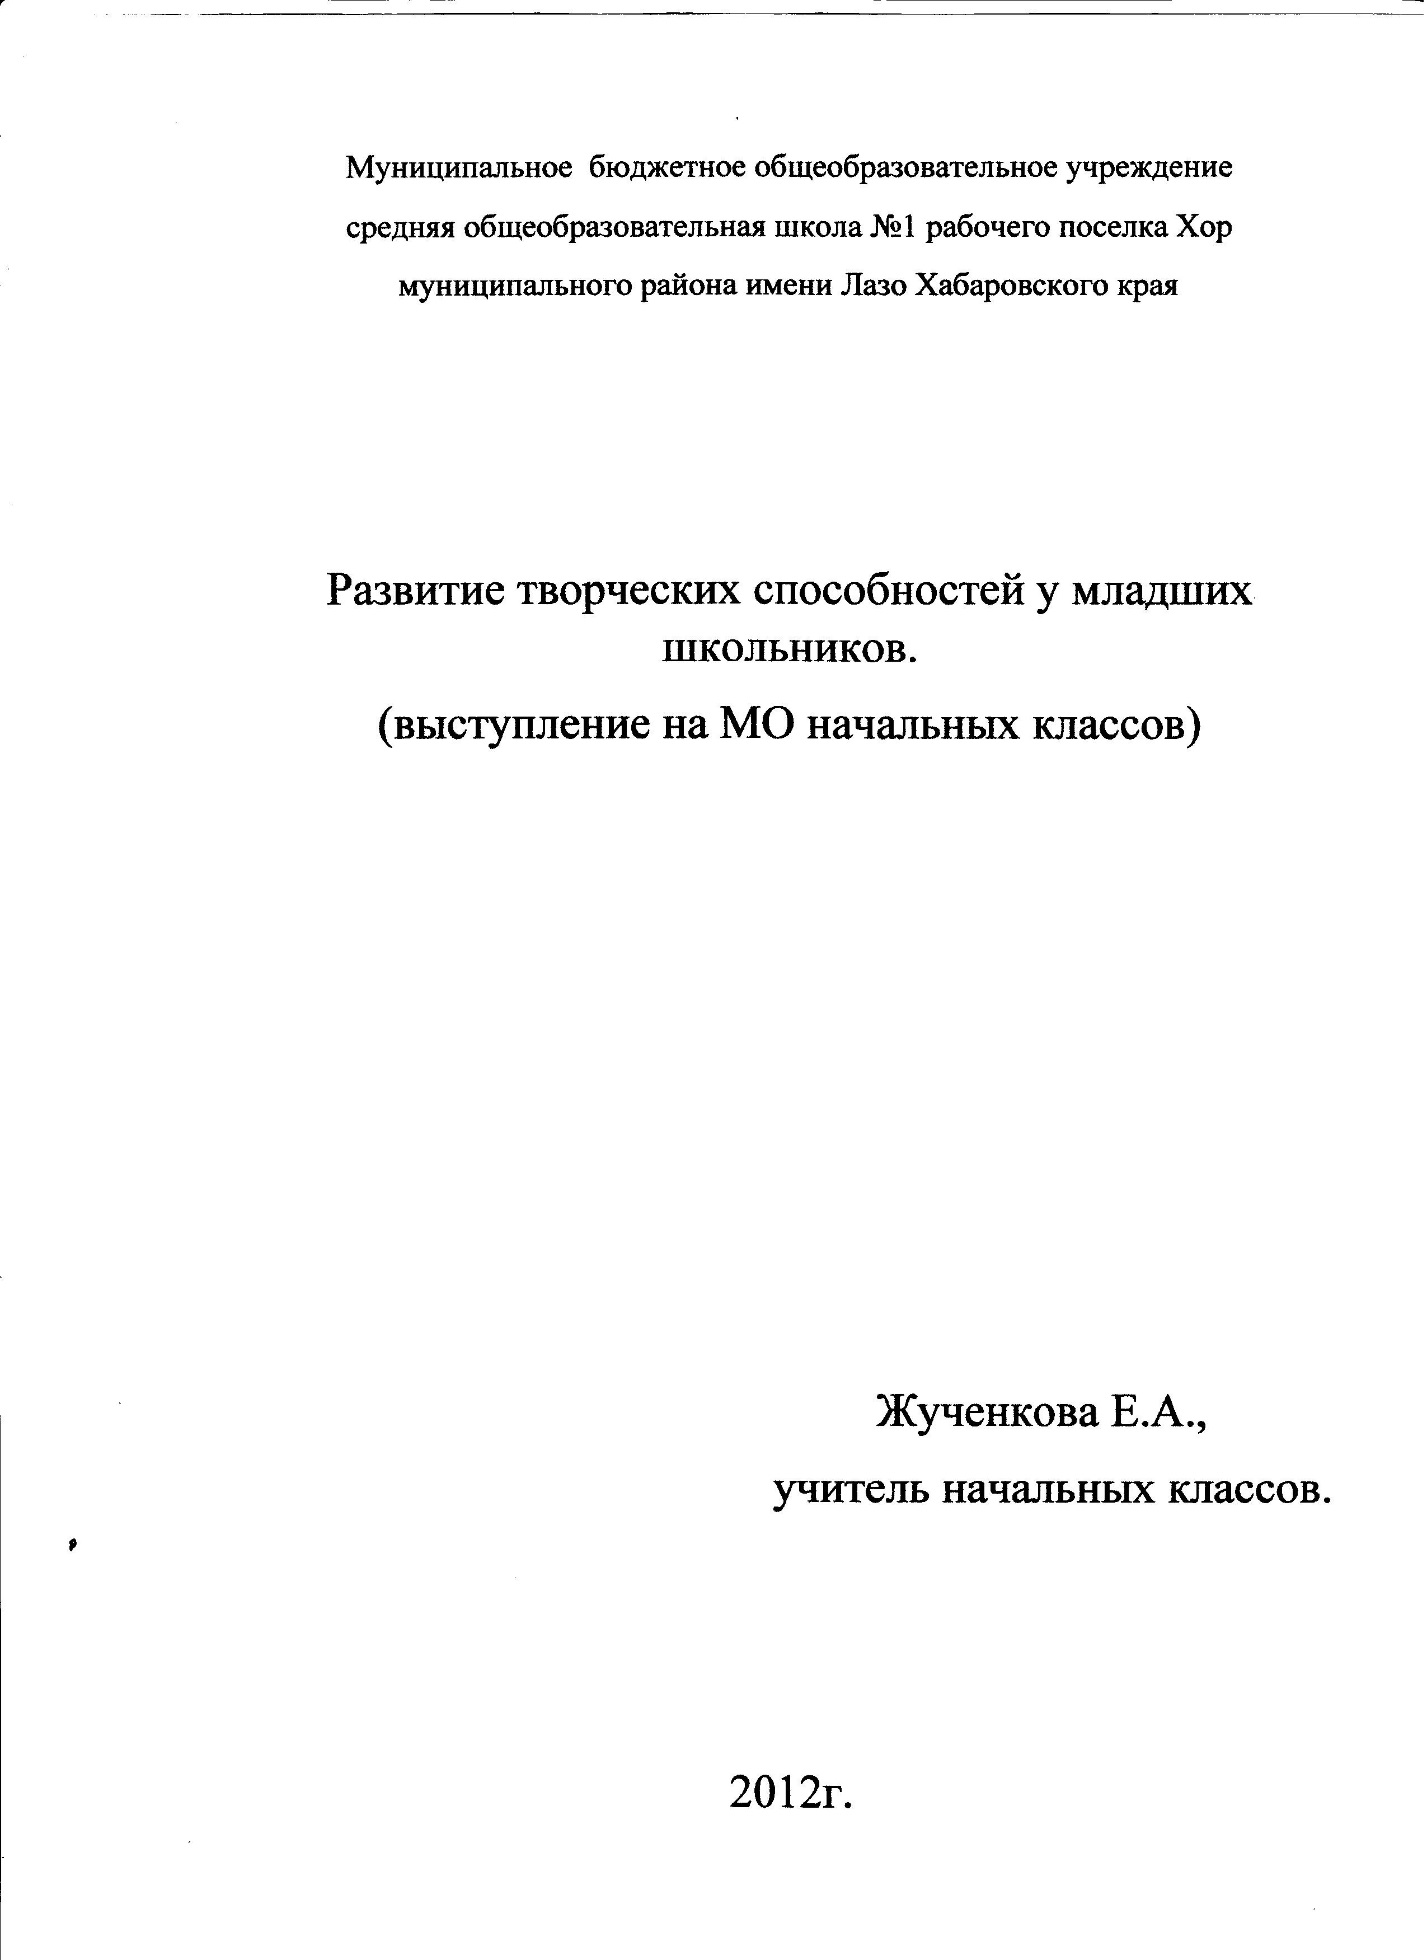 Муниципальное бюджетное общеобразовательное учреждение
средняя общеобразовательная школа №1 рабочего поселка Хор
муниципального района имени Лазо Хабаровского края
Развитие творческих способностей у младших
школьников.
(выступление на МО начальных классов)
Жученкова Е.А.,
учитель начальных классов.
2012г.